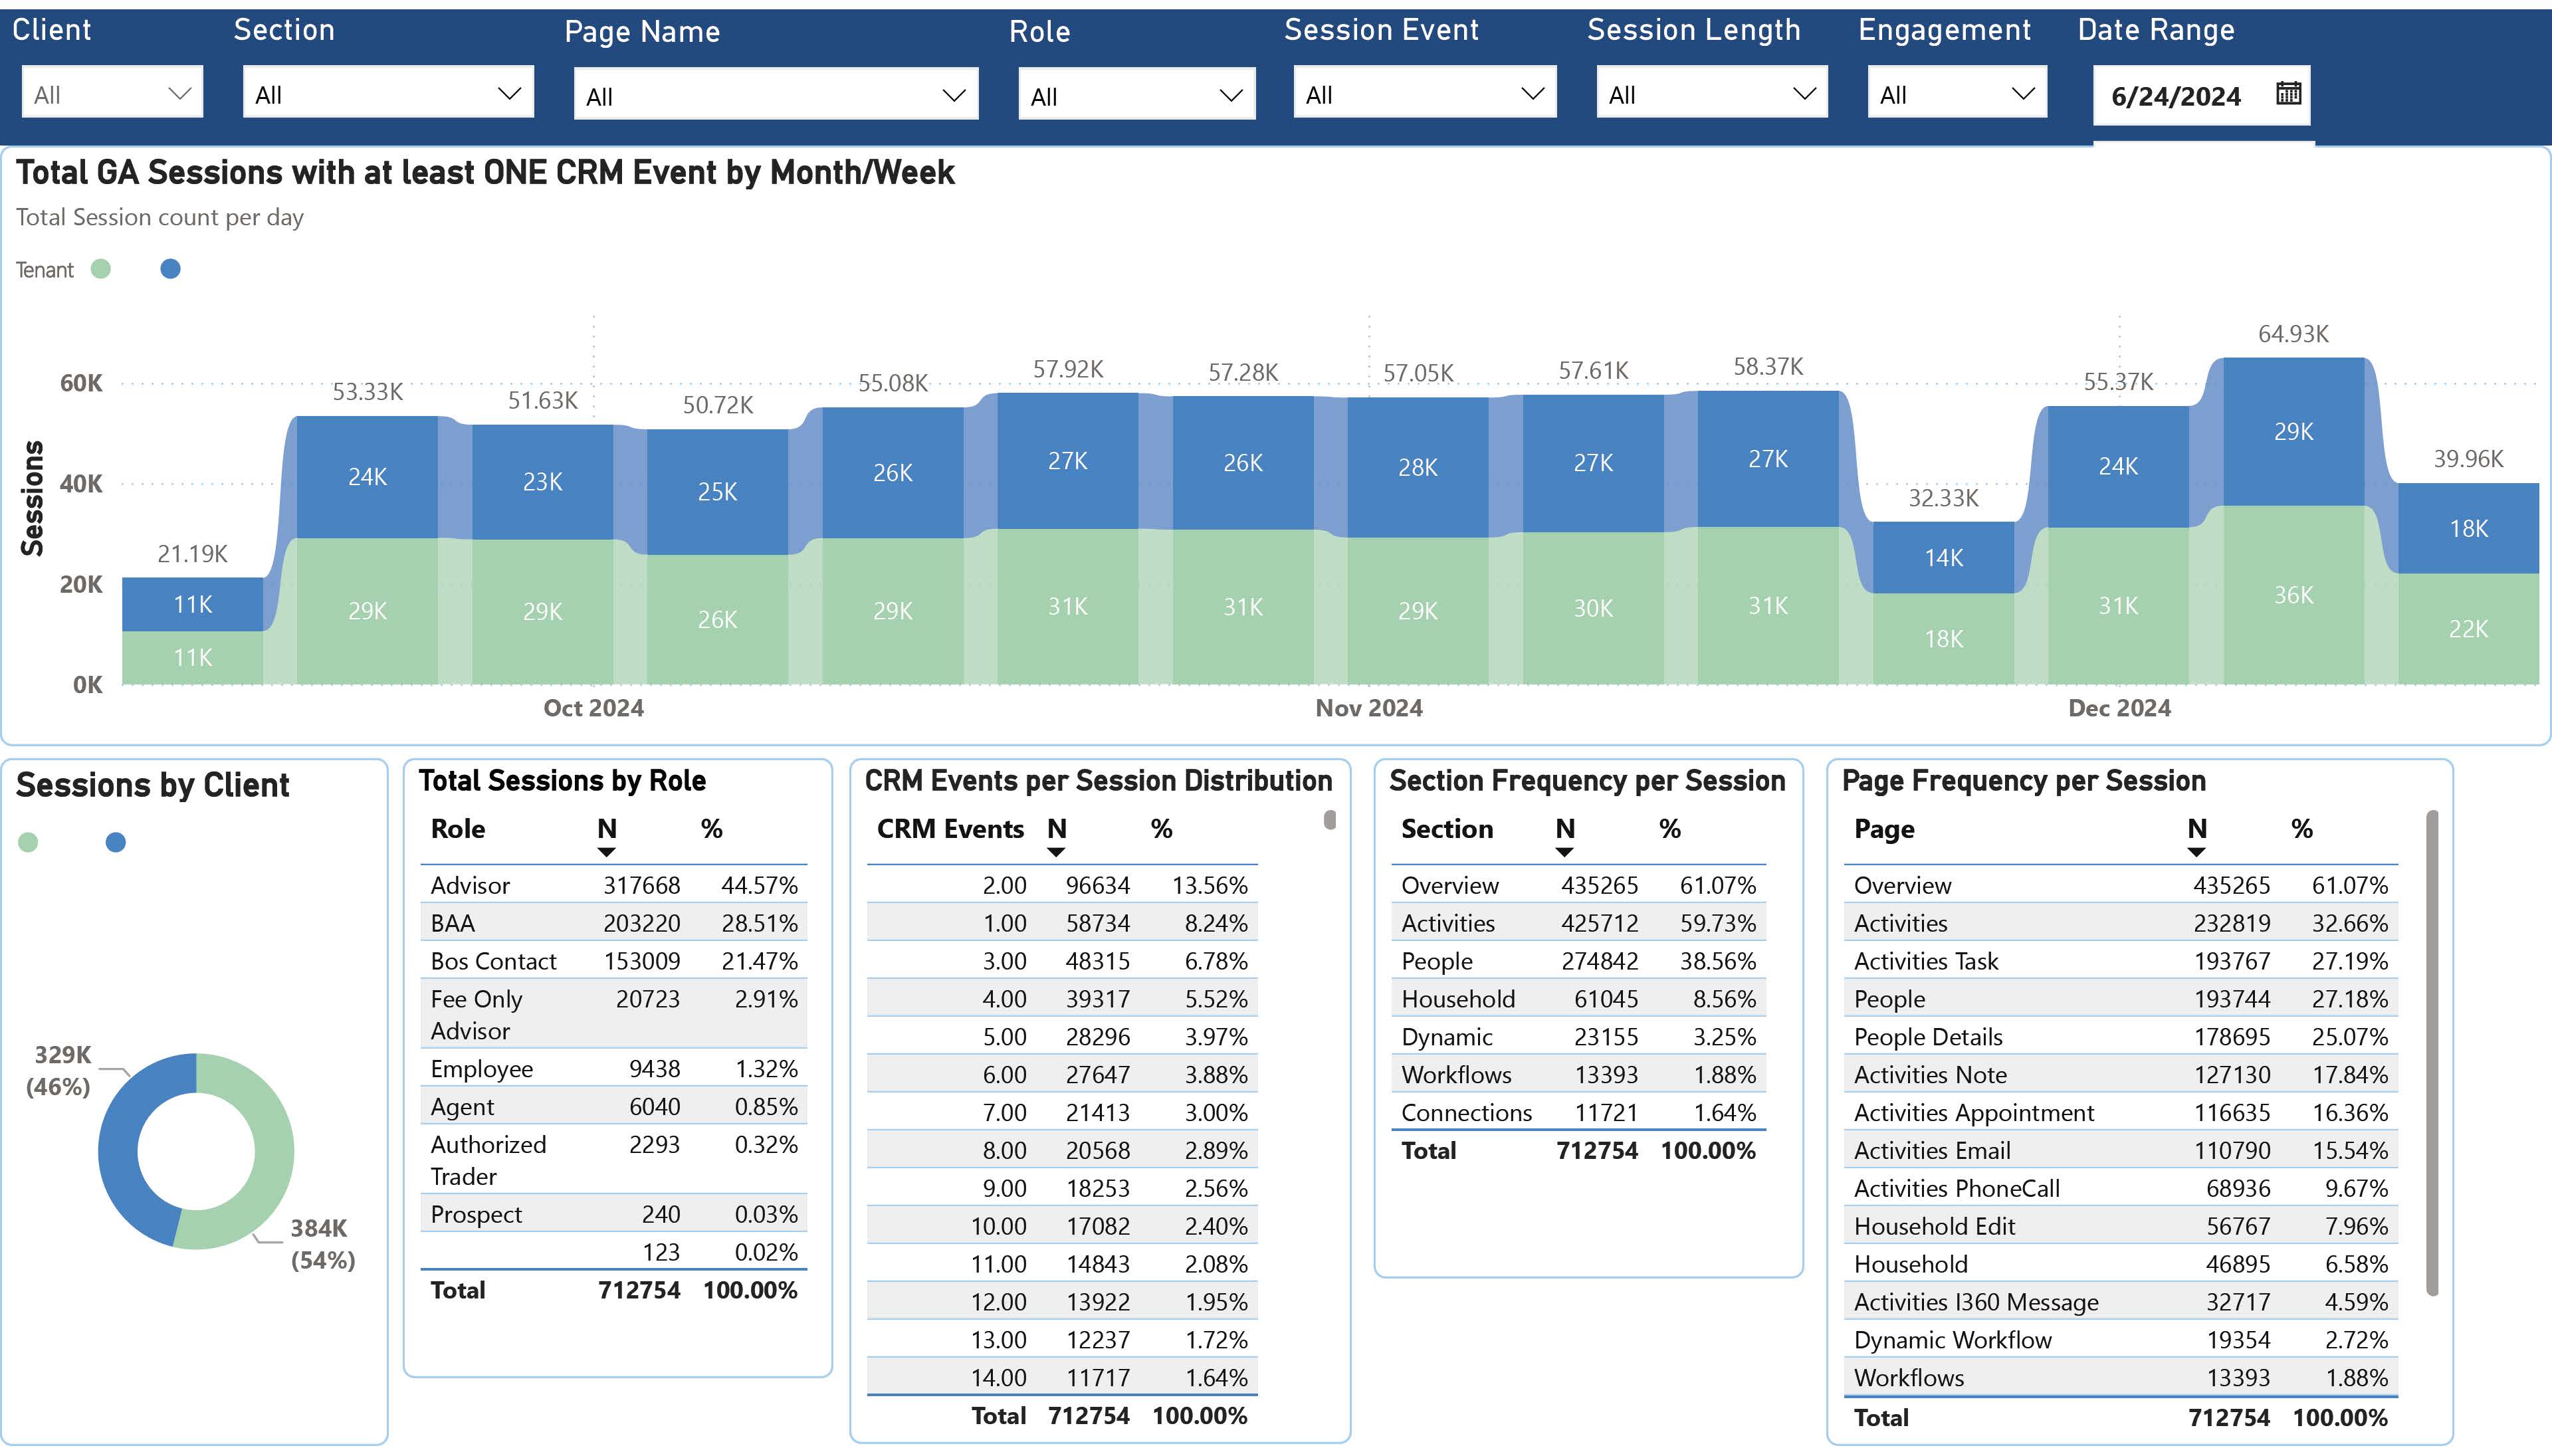 Client Section Page Name Role Session Event Session Length Engagement Date Range
All All All All All All All 6/24/2024
Total GA Sessions with at least ONE CRM Event by Month/Week
Total Session count per day
Tenant
Sessions
60K
40K
20K
0K
21.19K 53.33K 51.63K 50.72K 55.08K 57.92K 57.28K 57.05K 57.61K 58.37K 32.33K 55.37K 64.93K 39.96K
11K 24K 23K 25K 26K 27K 26K 28K 27K 27K 14K 24K 29K 18K
11K 29K 29K 26K 29K 31K 31K 29K 30K 31K 18K 31K 36K 22K
Oct 2024 Nov 2024 Dec 2024
Sessions by Client
329K
(46%)
384K
(54%)
Total Sessions by Role
Role N %
Advisor 317668 44.57%
BAA 203220 28.51%
Bos Contact 153009 21.47%
Fee Only 20723 2.91%
Advisor
Employee 9438 1.32%
Agent 6040 0.85%
Authorized 2293 0.32%
Trader
Prospect 240 0.03%
123 0.02%
Total 712754 100.00%
CRM Events per Session Distribution
CRM Events N %
2.00 96634 13.56%
1.00 58734 8.24%
3.00 48315 6.78%
4.00 39317 5.52%
5.00 28296 3.97%
6.00 27647 3.88%
7.00 21413 3.00%
8.00 20568 2.89%
9.00 18253 2.56%
10.00 17082 2.40%
11.00 14843 2.08%
12.00 13922 1.95%
13.00 12237 1.72%
14.00 11717 1.64%
Total 712754 100.00%
Section Frequency per Session
Section N %
Overview 435265 61.07%
Activities 425712 59.73%
People 274842 38.56%
Household 61045 8.56%
Dynamic 23155 3.25%
Workflows 13393 1.88%
Connections 11721 1.64%
Total 712754 100.00%
Page Frequency per Session
Page N %
Overview 435265 61.07%
Activities 232819 32.66%
Activities Task 193767 27.19%
People 193744 27.18%
People Details 178695 25.07%
Activities Note 127130 17.84%
Activities Appointment 116635 16.36%
Activities Email 110790 15.54%
Activities PhoneCall 68936 9.67%
Household Edit 56767 7.96%
Household 46895 6.58%
Activities I360 Message 32717 4.59%
Dynamic Workflow 19354 2.72%
Workflows 13393 1.88%
Total 712754 100.00%